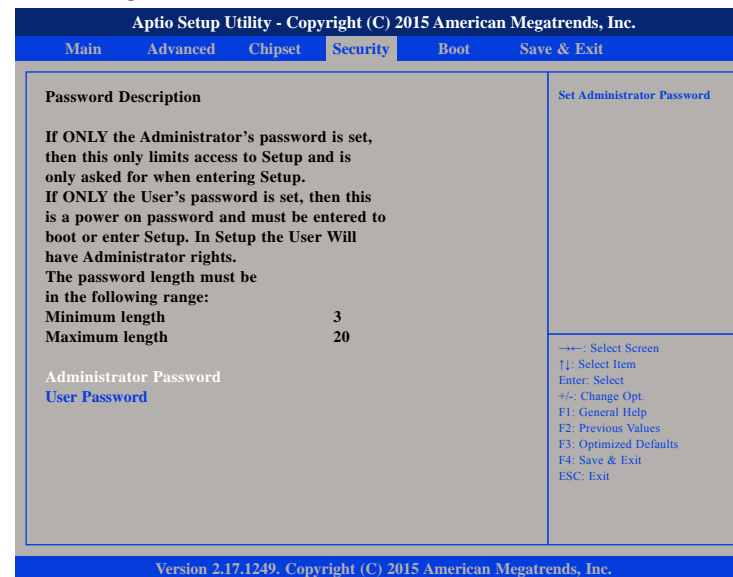 Aptio Setup Utility - Copyright (C) 2015 American Megatrends, Inc.
Main Advanced Chipset Security Boot Save & Exit
Password Description
If ONLY the Administrator's password is set,
then this only limits access to Setup and is
only asked for when entering Setup.
If ONLY the User's password is set, then this
is a power on password and must be entered to
boot or enter Setup. In Setup the User Will
have Administrator rights.
The password length must be
in the following range:
Minimum length 3
Maximum length 20
Administrator Password
User Password
Set Administrator Password
→←: Select Screen
↑↓: Select Item
Enter: Select
+/-: Change Opt.
F1: General Help
F2: Previous Values
F3: Optimized Defaults
F4: Save & Exit
ESC: Exit
Version 2.17.1249. Copyright (C) 2015 American Megatrends, Inc.